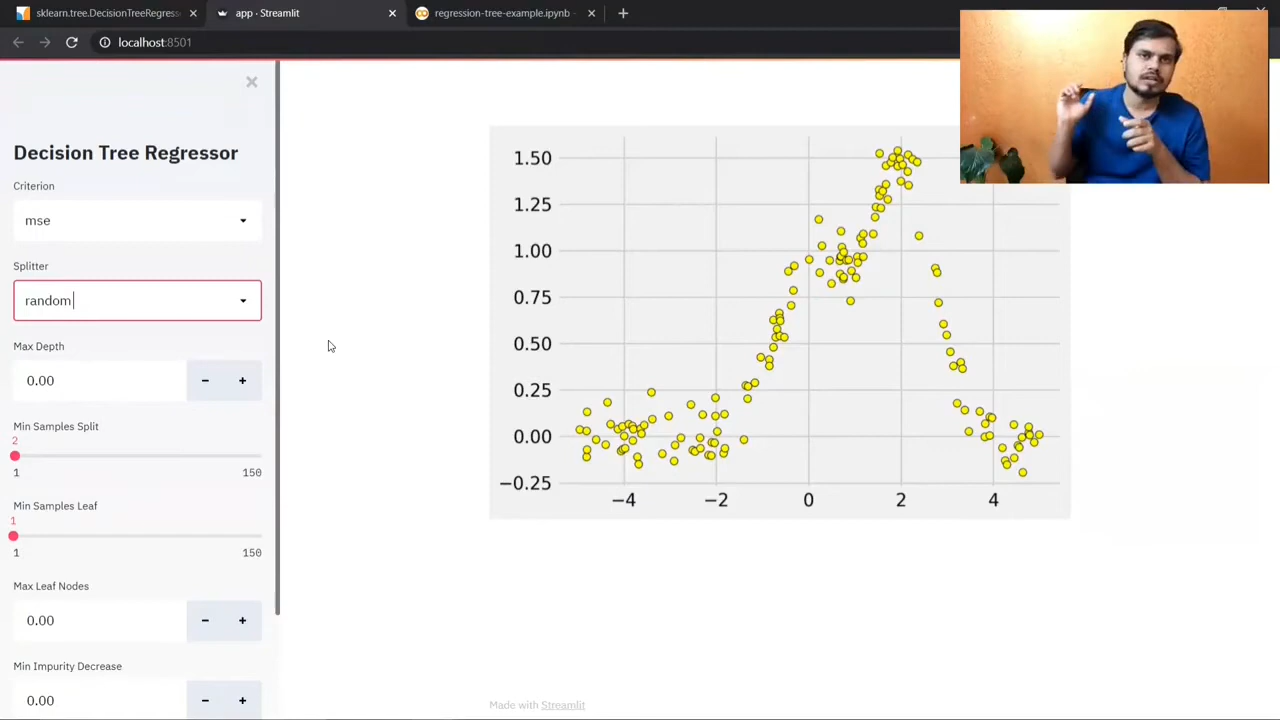 sklearn.tree.DecisionTreeRegress
app · Streamlit
regression-tree-example.ipynb
localhost:8501
Decision Tree Regressor
Criterion
mse
Splitter
random
Max Depth
0.00
Min Samples Split
2
1 150
Min Samples Leaf
1
1 150
Max Leaf Nodes
0.00
Min Impurity Decrease
0.00
1.50
1.25
1.00
0.75
0.50
0.25
0.00
−0.25
−4 −2 0 2 4
Made with Streamlit